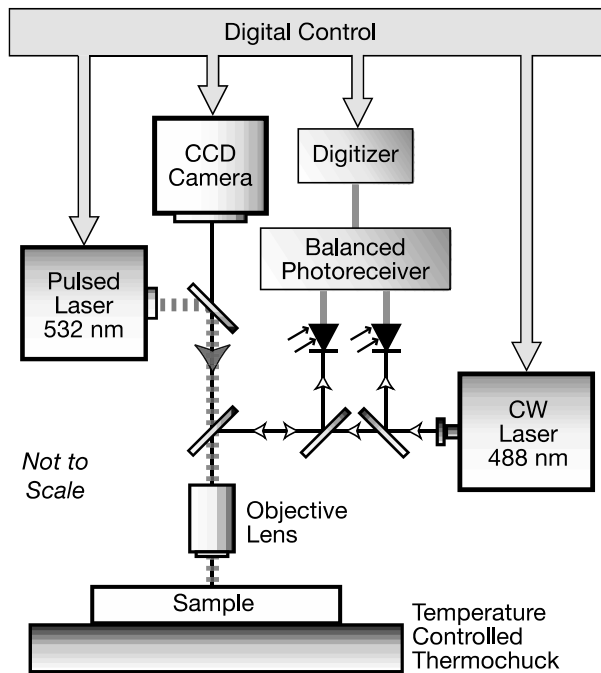 Digital Control
CCD
Camera
Digitizer
Balanced
Photoreceiver
Pulsed
Laser
532 nm
CW
Laser
488 nm
Not to
Scale
Objective
Lens
Sample
Temperature
Controlled
Thermochuck